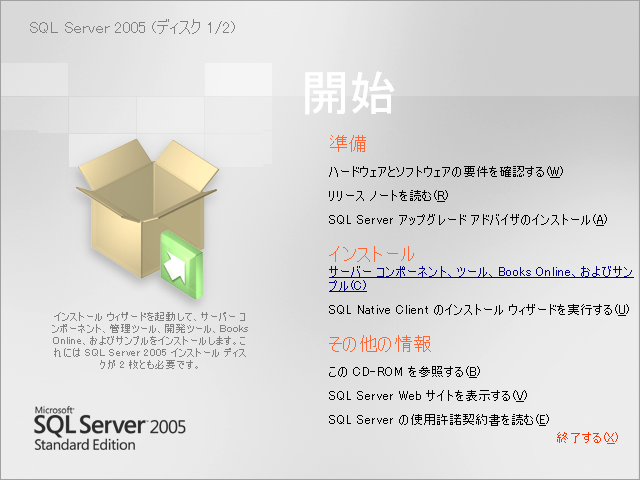 SQL Server 2005 (ディスク 1/2)
開始
準備
ハードウェアとソフトウェアの要件を確認する(W)
リリース ノートを読む(R)
SQL Server アップグレード アドバイザのインストール(A)
インストール
サーバー コンポーネント、ツール、Books Online、およびサン
プル(C)
SQL Native Client のインストール ウィザードを実行する(U)
その他の情報
この CD-ROM を参照する(B)
SQL Server Web サイトを表示する(V)
SQL Server の使用許諾契約書を読む(E)
終了する(X)
インストール ウィザードを起動して、サーバー コ
ンポーネント、管理ツール、開発ツール、Books
Online、およびサンプルをインストールします。こ
れには SQL Server 2005 インストール ディス
クが 2 枚とも必要です。
Microsoft
SQL Server 2005
Standard Edition